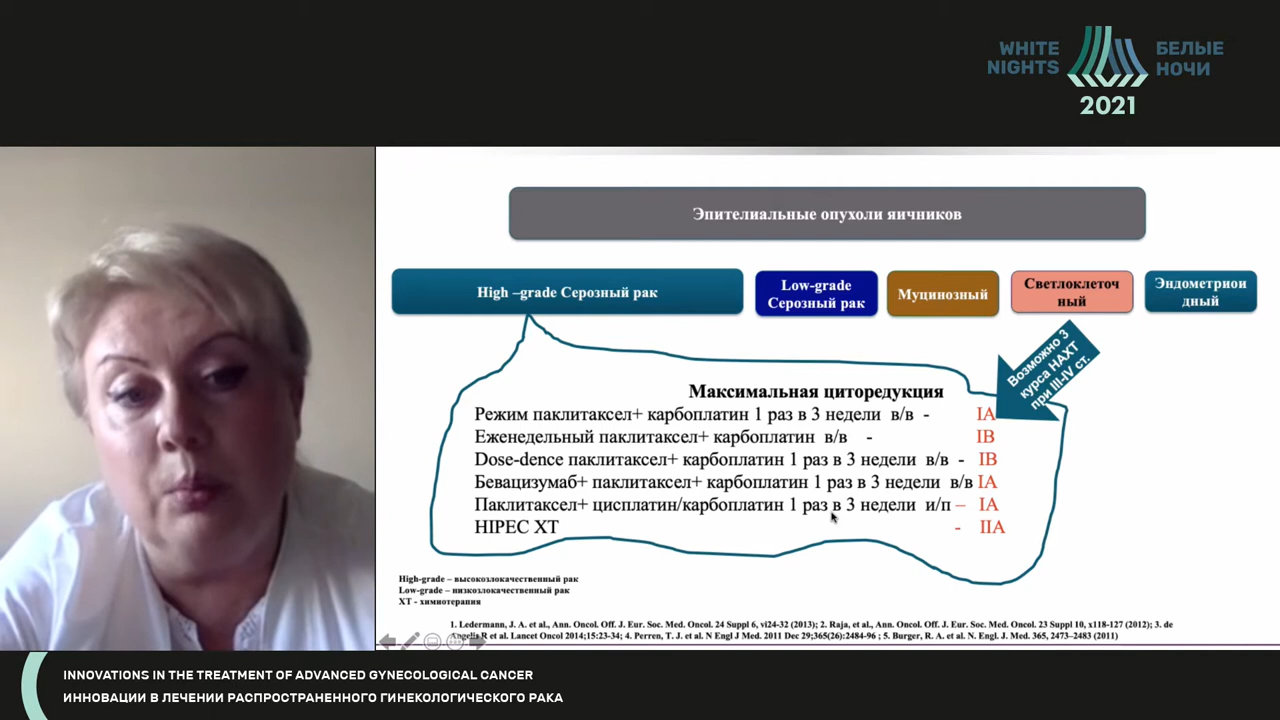 WHITE
NIGHTS
БЕЛЫЕ
НОЧИ
2021
Эпителиальные опухоли яичников
High –grade Серозный рак
Low-grade
Серозный рак
Муцинозный
Светлоклеточ
ный
Эндометриои
дный
Возможно 3
курса НАХТ
при III-IV ст.
Максимальная циторедукция
Режим паклитаксел+ карбоплатин 1 раз в 3 недели в/в - IA
Еженедельный паклитаксел+ карбоплатин в/в - IB
Dose-dence паклитаксел+ карбоплатин 1 раз в 3 недели в/в - IB
Бевацизумаб+ паклитаксел+ карбоплатин 1 раз в 3 недели в/в IA
Паклитаксел+ цисплатин/карбоплатин 1 раз в 3 недели и/п – IA
HIPEC ХТ - IIA
High-grade – высокозлокачественный рак
Low-grade – низкозлокачественный рак
ХТ - химиотерапия
1. Ledermann, J. A. et al., Ann. Oncol. Off. J. Eur. Soc. Med. Oncol. 24 Suppl 6, vi24-32 (2013); 2. Raja, et al., Ann. Oncol. Off. J. Eur. Soc. Med. Oncol. 23 Suppl 10, x118-127 (2012); 3. de
Angelis R et al. Lancet Oncol 2014;15:23-34; 4. Perren, T. J. et al. N Engl J Med. 2011 Dec 29;365(26):2484-96 ; 5. Burger, R. A. et al. N. Engl. J. Med. 365, 2473–2483 (2011)
INNOVATIONS IN THE TREATMENT OF ADVANCED GYNECOLOGICAL CANCER
ИННОВАЦИИ В ЛЕЧЕНИИ РАСПРОСТРАНЕННОГО ГИНЕКОЛОГИЧЕСКОГО РАКА